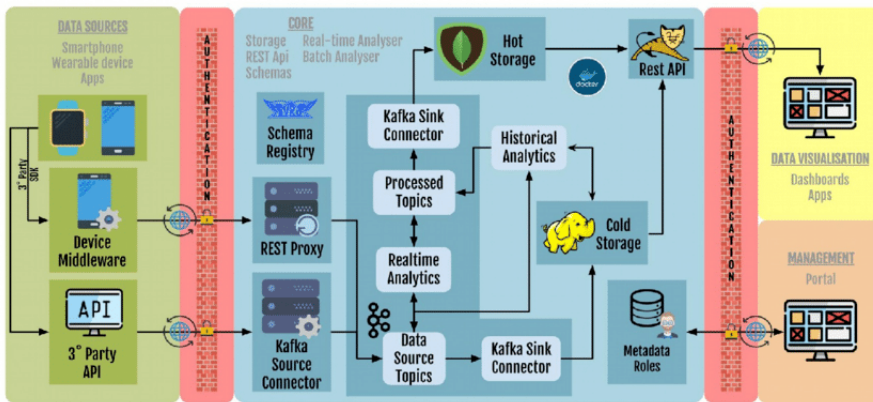 DATA SOURCES
Smartphone
Wearable device
Apps
3° Party
SDK
Device
Middleware
API
3° Party
API
AUTHENTICATION
CORE
Storage
REST Api
Schemas
Real-time Analyser
Batch Analyser
AVRO
Schema
Registry
REST Proxy
Kafka
Source
Connector
Kafka Sink
Connector
Processed
Topics
Realtime
Analytics
Data
Source
Topics
Historical
Analytics
Kafka Sink
Connector
Hot
Storage
docker
Rest API
Cold
Storage
Metadata
Roles
AUTHENTICATION
DATA VISUALISATION
Dashboards
Apps
MANAGEMENT
Portal